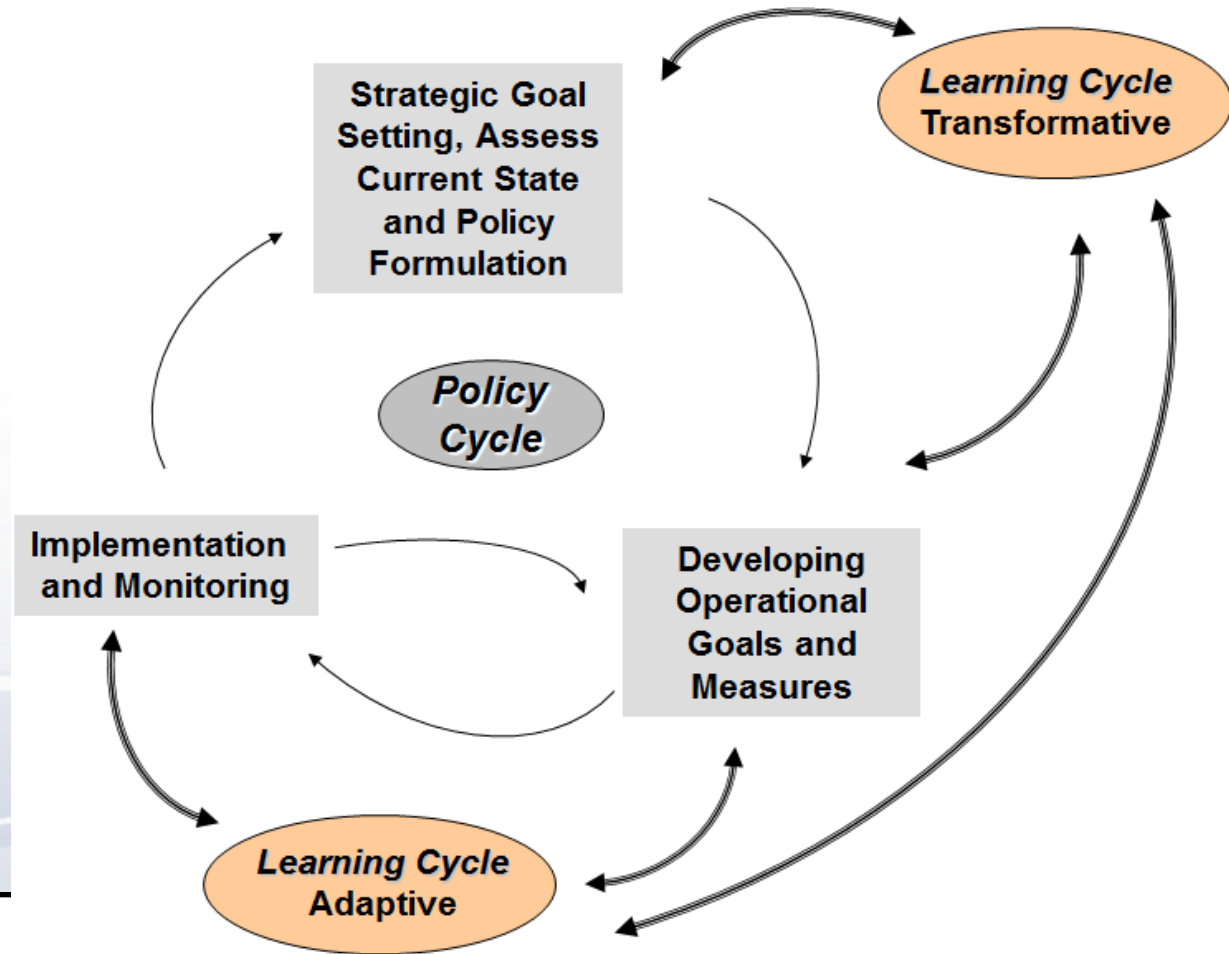 Strategic Goal
Setting, Assess
Current State
and Policy
Formulation
Learning Cycle
Transformative
Policy
Cycle
Implementation
and Monitoring
Developing
Operational
Goals and
Measures
Learning Cycle
Adaptive